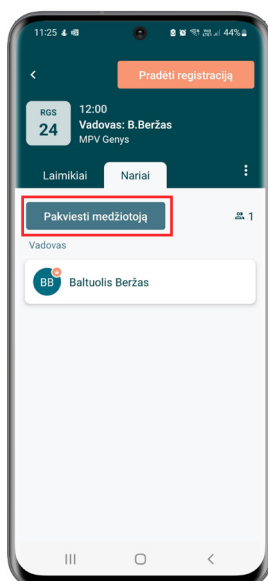 11:25 44%
Pradėti registraciją
RGS
24
12:00
Vadovas: B.Beržas
MPV Genys
Laimikiai Nariai
Pakviesti medžiotoją 1
Vadovas
BB Baltuolis Beržas